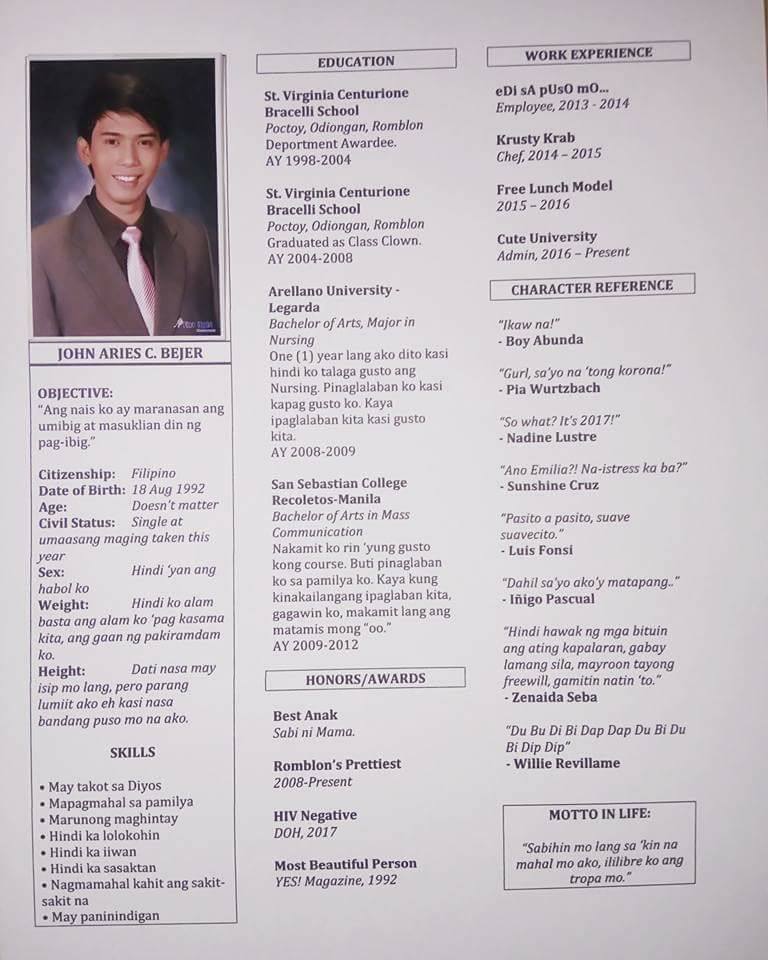 JOHN ARIES C. BEJER
OBJECTIVE:
“Ang nais ko ay maranasan ang
umibig at masuklian din ng
pag-ibig.”
Citizenship: Filipino
Date of Birth: 18 Aug 1992
Age: Doesn't matter
Civil Status: Single at
umaasang maging taken this
year
Sex: Hindi ‘yan ang
habol ko
Weight: Hindi ko alam
basta ang alam ko ‘pag kasama
kita, ang gaan ng pakiramdam
ko.
Height: Dati nasa may
isip mo lang, pero parang
lumiit ako eh kasi nasa
bandang puso mo na ako.
SKILLS
• May takot sa Diyos
• Mapagmahal sa pamilya
• Marunong maghintay
• Hindi ka lolokohin
• Hindi ka iiwan
• Hindi ka sasaktan
• Nagmamahal kahit ang sakit-
sakit na
• May paninindigan
EDUCATION
St. Virginia Centurione
Bracelli School
Poctoy, Odiongan, Romblon
Deportment Awardee.
AY 1998-2004
St. Virginia Centurione
Bracelli School
Poctoy, Odiongan, Romblon
Graduated as Class Clown.
AY 2004-2008
Arellano University -
Legarda
Bachelor of Arts, Major in
Nursing
One (1) year lang ako dito kasi
hindi ko talaga gusto ang
Nursing. Pinaglalaban ko kasi
kapag gusto ko. Kaya
ipaglalaban kita kasi gusto
kita.
AY 2008-2009
San Sebastian College
Recoletos-Manila
Bachelor of Arts in Mass
Communication
Nakamit ko rin ‘yung gusto
kong course. Buti pinaglaban
ko sa pamilya ko. Kaya kung
kinakailangang ipaglaban kita,
gagawin ko, makamit lang ang
matamis mong “oo.”
AY 2009-2012
HONORS/AWARDS
Best Anak
Sabi ni Mama.
Romblon's Prettiest
2008-Present
HIV Negative
DOH, 2017
Most Beautiful Person
YES! Magazine, 1992
WORK EXPERIENCE
eDi sA pUsO mO...
Employee, 2013 - 2014
Krusty Krab
Chef, 2014 – 2015
Free Lunch Model
2015 – 2016
Cute University
Admin, 2016 – Present
CHARACTER REFERENCE
“Ikaw na!”
- Boy Abunda
“Gurl, sa’yo na ‘tong korona!”
- Pia Wurtzbach
“So what? It's 2017!”
- Nadine Lustre
“Ano Emilia?! Na-istress ka ba?”
- Sunshine Cruz
“Pasito a pasito, suave
suavecito.”
- Luis Fonsi
“Dahil sa’yo ako’y matapang..”
- Iñigo Pascual
“Hindi hawak ng mga bituin
ang ating kapalaran, gabay
lamang sila, mayroon tayong
freewill, gamitin natin ‘to.”
- Zenaida Seba
“Du Bu Di Bi Dap Dap Du Bi Du
Bi Dip Dip”
- Willie Revillame
MOTTO IN LIFE:
“Sabihin mo lang sa ‘kin na
mahal mo ako, ililibre ko ang
tropa mo.”